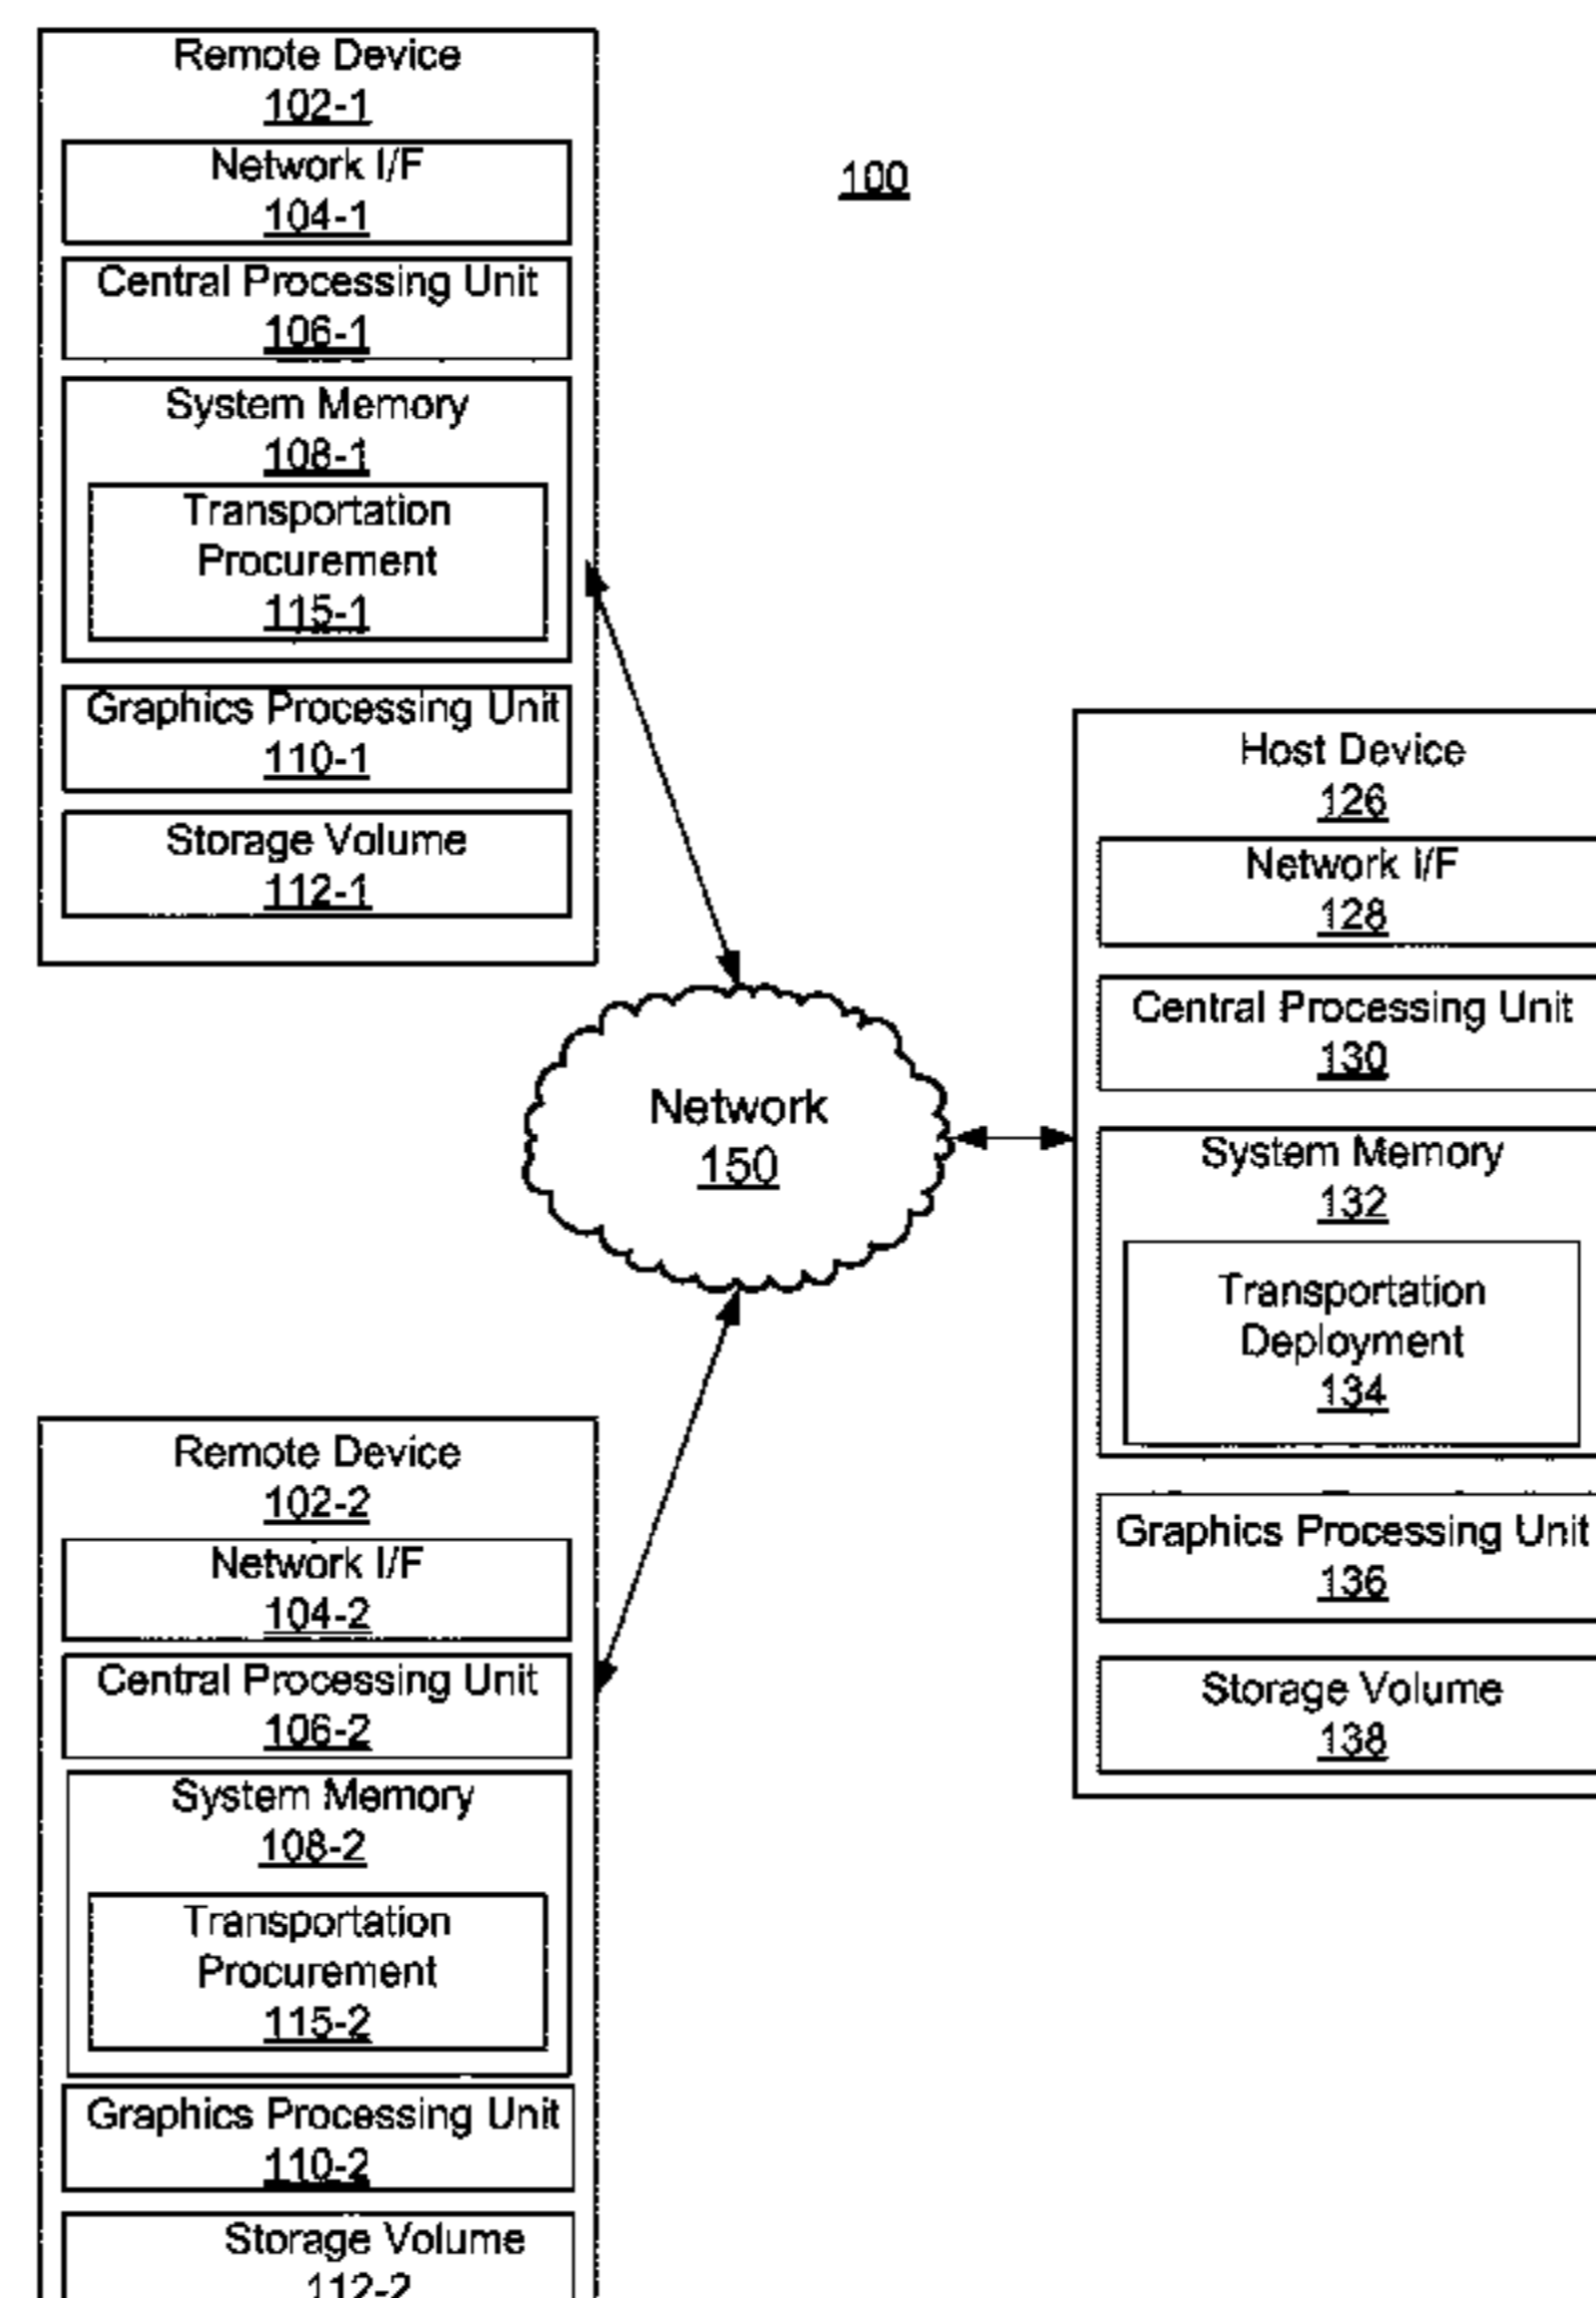 Remote Device
102-1
Network I/F
104-1
Central Processing Unit
106-1
System Memory
108-1
Transportation
Procurement
115-1
Graphics Processing Unit
110-1
Storage Volume
112-1
100
Host Device
126
Network I/F
128
Central Processing Unit
130
System Memory
132
Transportation
Deployment
134
Graphics Processing Unit
136
Storage Volume
138
Network
150
Remote Device
102-2
Network I/F
104-2
Central Processing Unit
106-2
System Memory
108-2
Transportation
Procurement
115-2
Graphics Processing Unit
110-2
Storage Volume
112-2